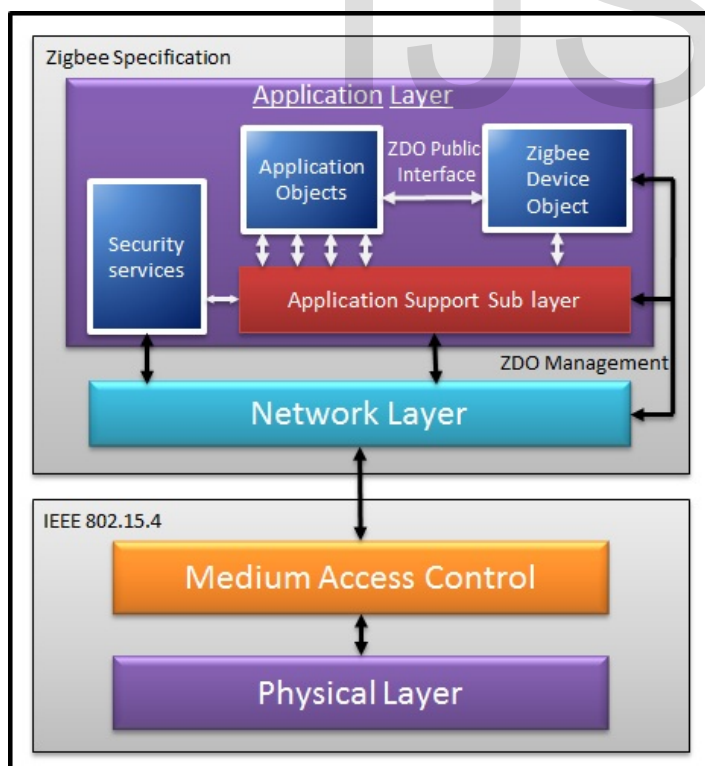 IJS
Zigbee Specification
Application Layer
Application
Objects
ZDO Public
Interface
Zigbee
Device
Object
Security
services
Application Support Sub layer
ZDO Management
Network Layer
IEEE 802.15.4
Medium Access Control
Physical Layer